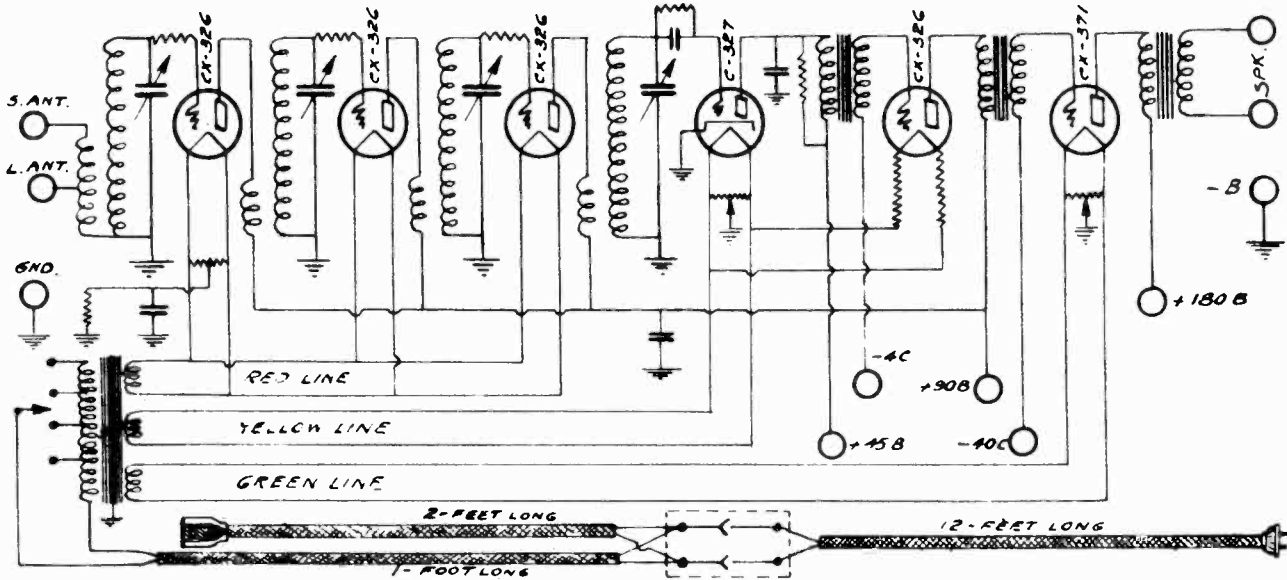 CX-326
CX-326
CX-326
C-327
CX-326
CX-371
SPK.
S. ANT.
L. ANT.
- B
GND.
+180 B
RED LINE
-4C
+90B
YELLOW LINE
+45B
-40C
GREEN LINE
2-FEET LONG
12-FEET LONG
1-FOOT LONG